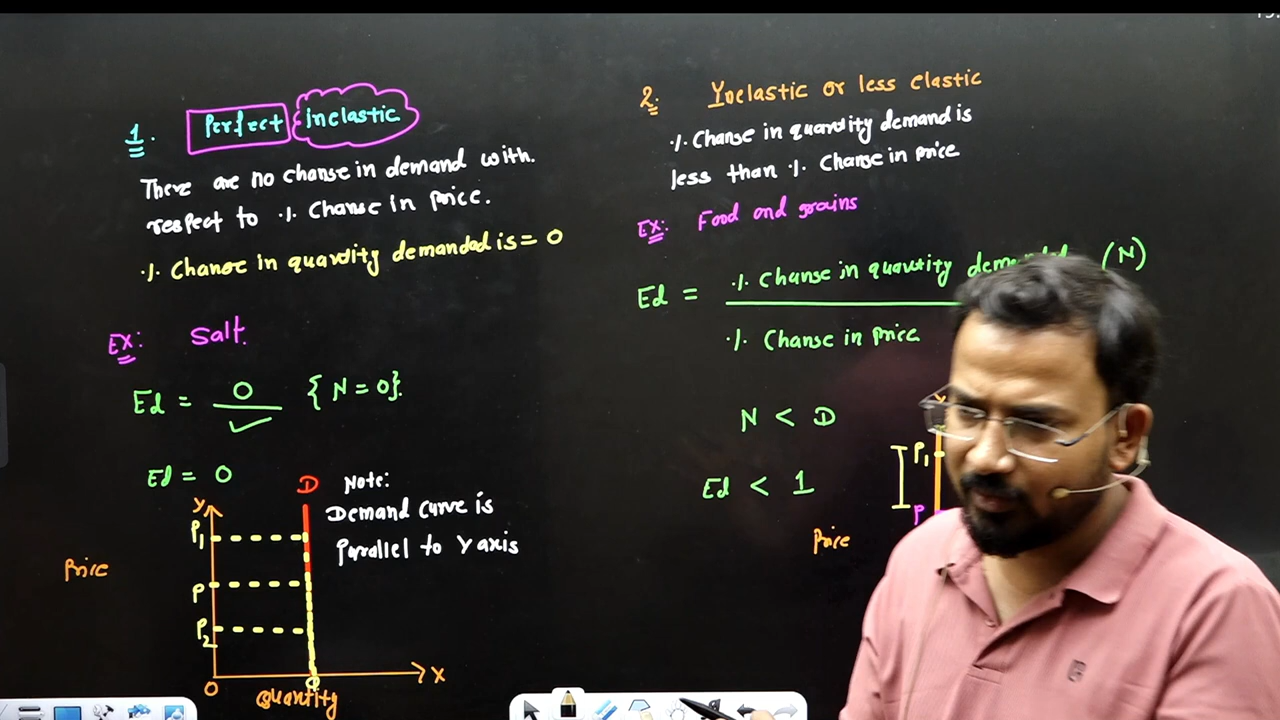 1. Perfect inelastic
There are no change in demand with
respect to % Change in price.
% Change in quantity demanded is = 0
Ex: Salt.
Ed = 0 { N = 0 }.
Ed = 0
D
Note:
Demand curve is
parallel to Y axis
Y
P1
P
P2
Price
0
Q
X
Quantity
2. Inelastic or less elastic
% Change in quantity demand is
less than % Change in price
Ex: Food and grains
Ed = % Change in quantity (N)
% Change in price
N < D
Ed < 1
P1
P
Price